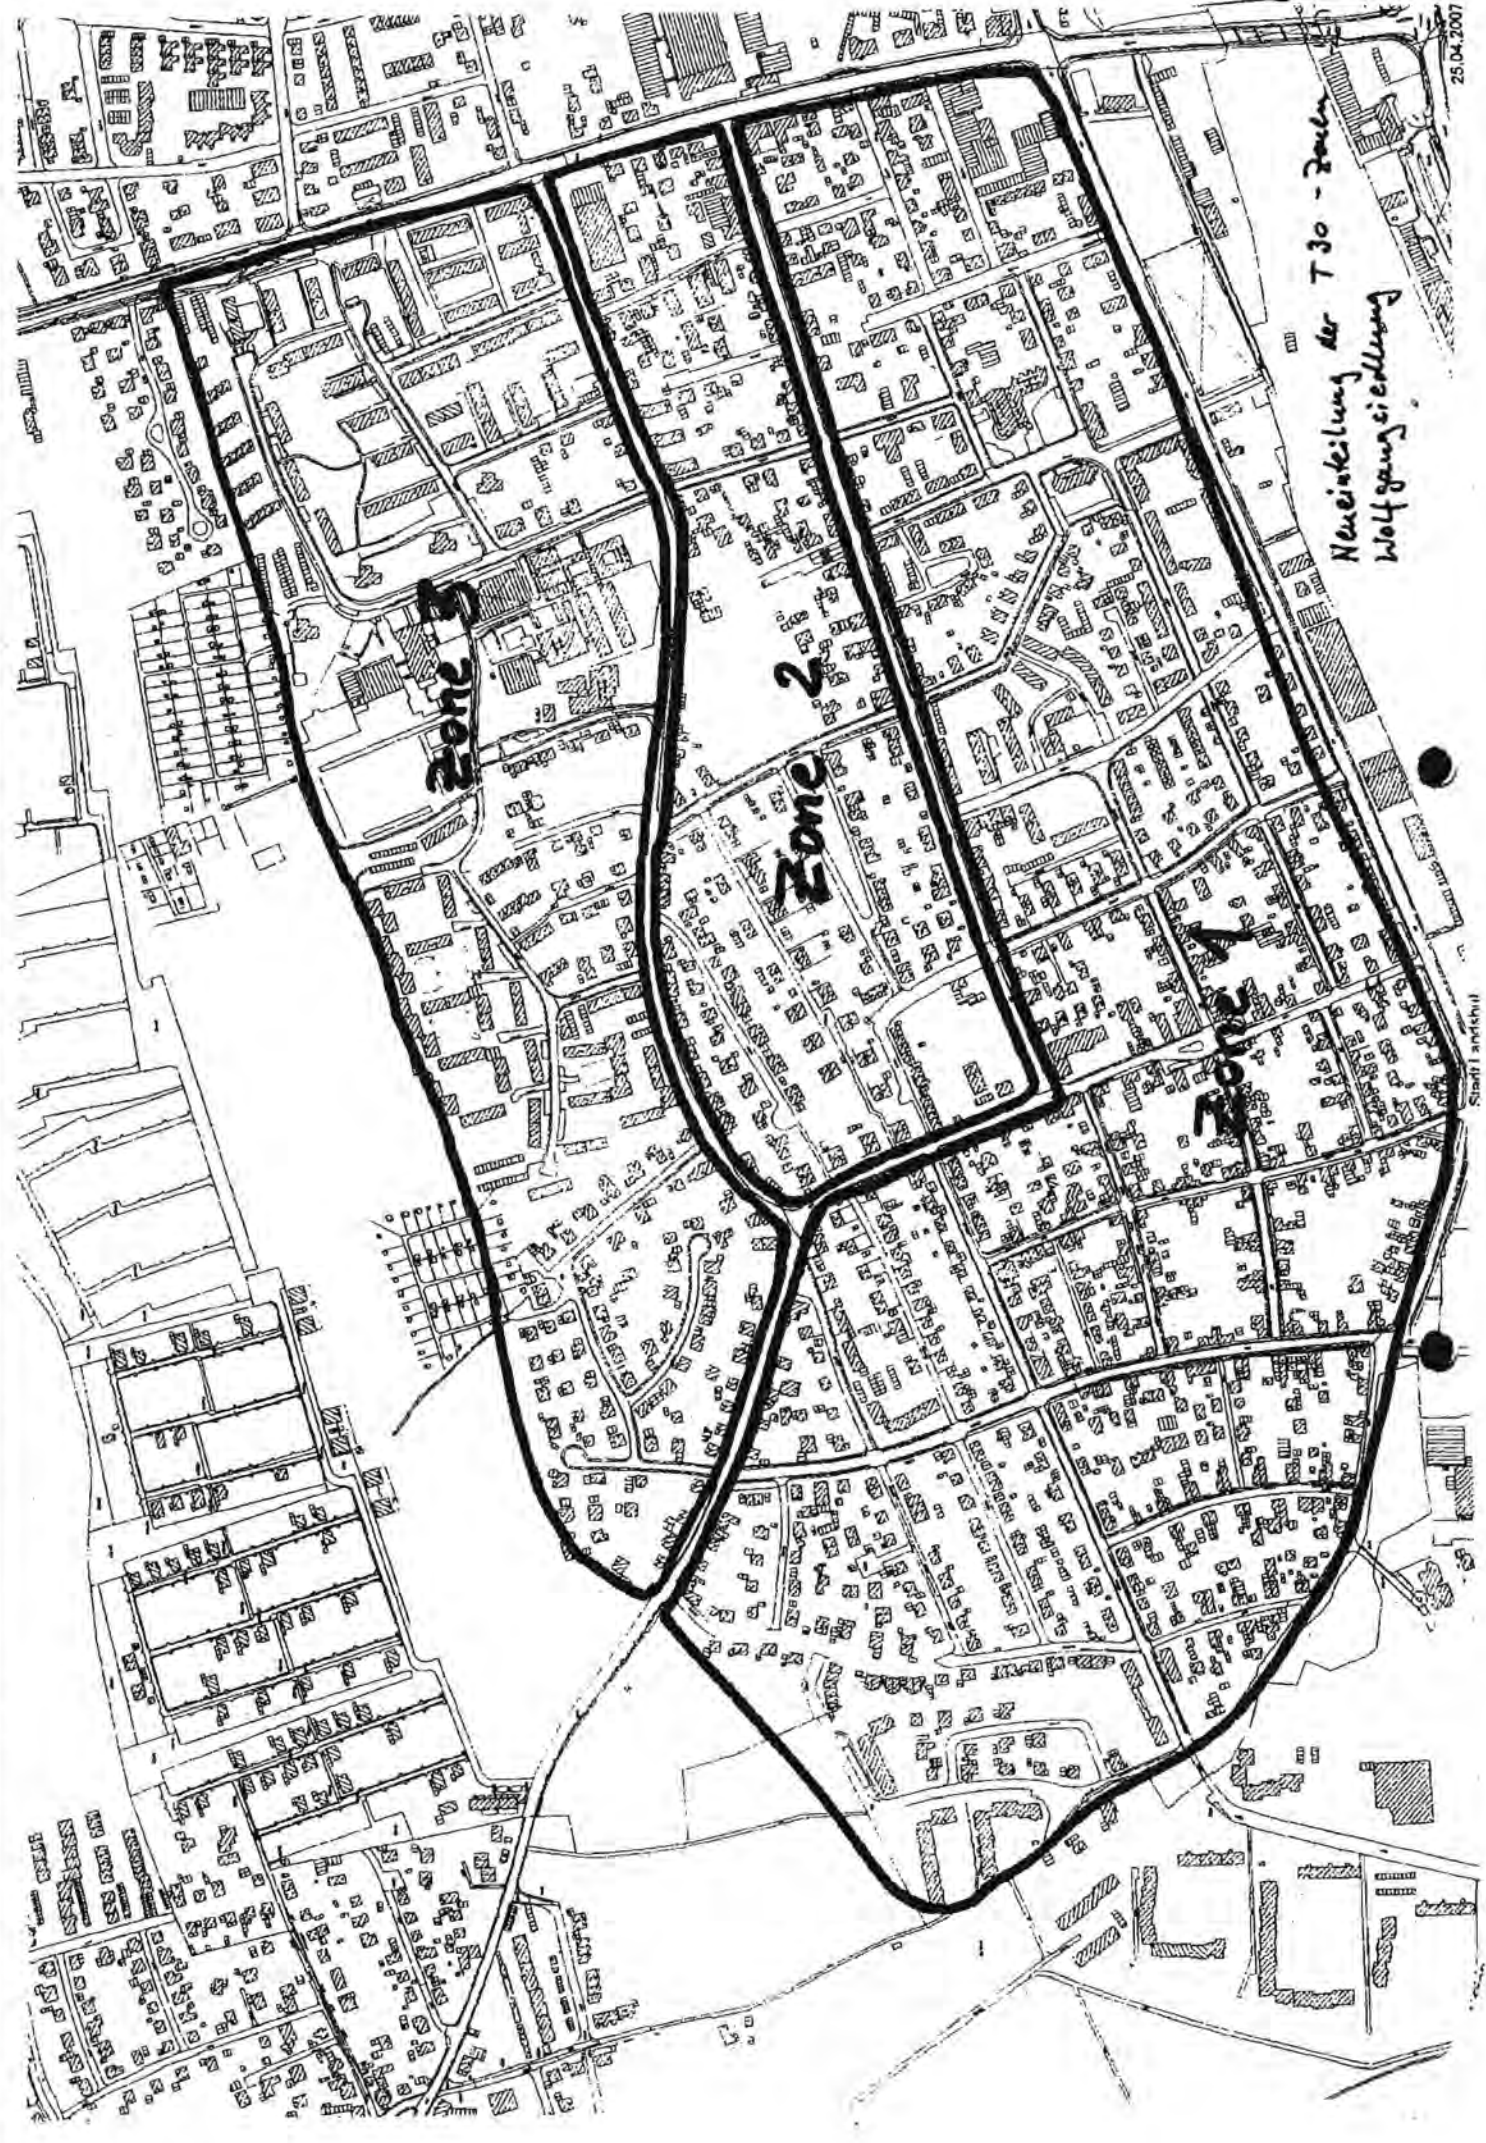 Neueinteilung der T30-Zonen
Wolfgangsiedlung
Zone 3
Zone 2
Zone 1
Stadt Landshut
25.04.2007